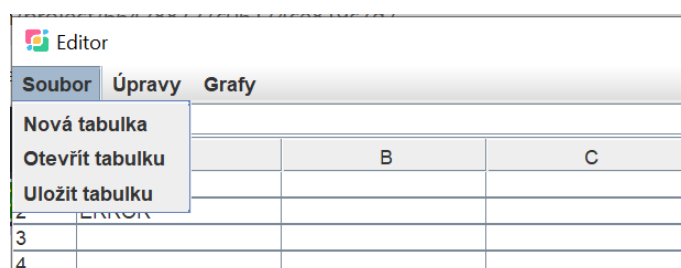 Editor
Soubor Úpravy Grafy
Nová tabulka
Otevřít tabulku
Uložit tabulku
B C
2 ERROR
3
4